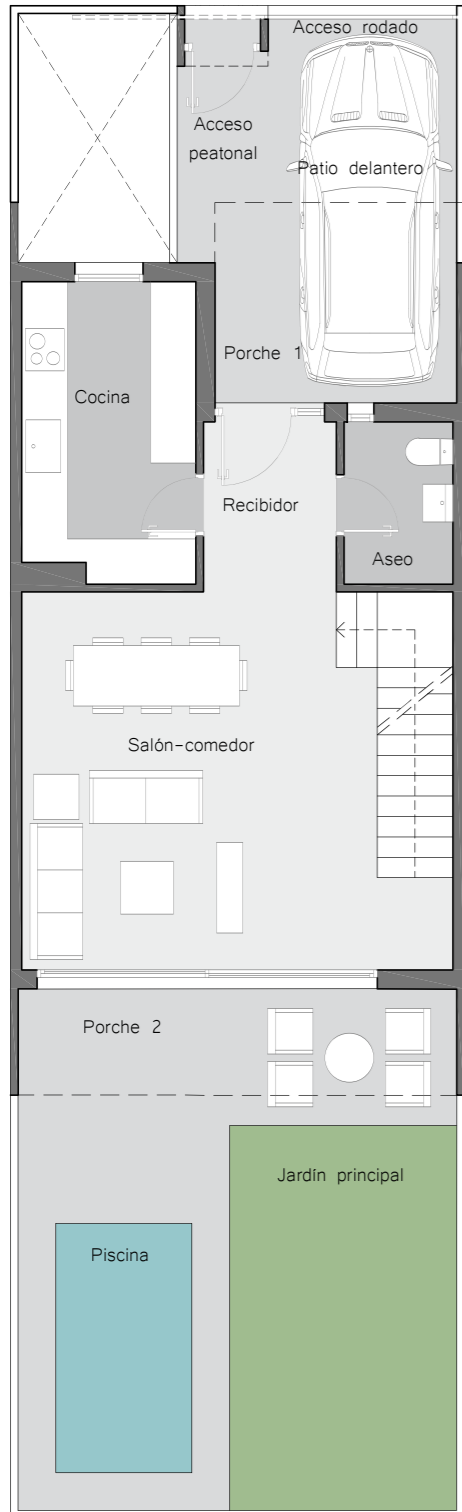 Acceso rodado
Acceso
peatonal
Patio delantero
Porche 1
Cocina
Recibidor
Aseo
Salón-comedor
Porche 2
Jardín principal
Piscina